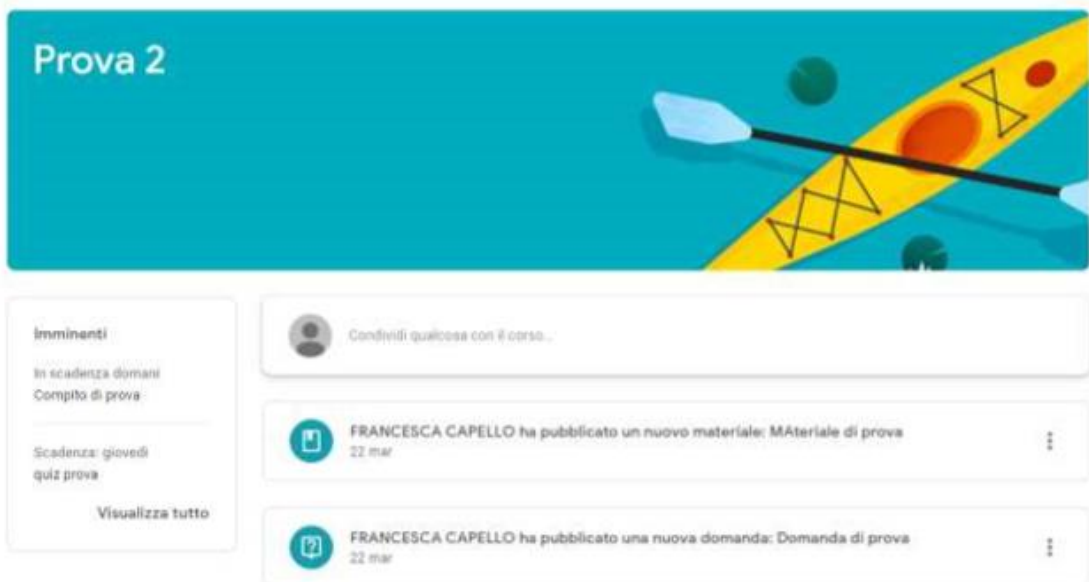 Prova 2
Imminenti
In scadenza domani
Compito di prova
Scadenza: giovedì
quiz prova
Visualizza tutto
Condividi qualcosa con il corso...
FRANCESCA CAPELLO ha pubblicato un nuovo materiale: MAteriale di prova
22 mar
FRANCESCA CAPELLO ha pubblicato una nuova domanda: Domanda di prova
22 mar